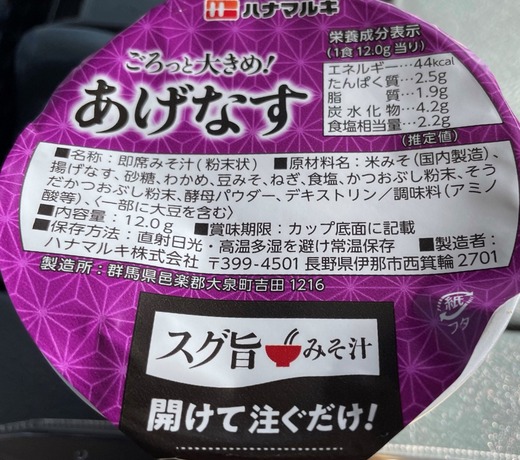 ハナマルキ
ごろっと大きめ!
あげなす
栄養成分表示
(1食12.0g当り)
エネルギー…44kcal
たんぱく質…2.5g
脂　　　質…1.9g
炭水化物…4.2g
食塩相当量…2.2g
(推定値)
■名称：即席みそ汁(粉末状) ■原材料名：米みそ(国内製造)、
揚げなす、砂糖、わかめ、豆みそ、ねぎ、食塩、かつおぶし粉末、そう
だかつおぶし粉末、酵母パウダー、デキストリン／調味料(アミノ
酸等)、〈一部に大豆を含む〉
■内容量：12.0g ■賞味期限：カップ底面に記載
■保存方法：直射日光・高温多湿を避け常温保存 ■製造者：
ハナマルキ株式会社 〒399-4501 長野県伊那市西箕輪2701
製造所：群馬県邑楽郡大泉町吉田1216
紙
フタ
スグ旨みそ汁
開けて注ぐだけ!